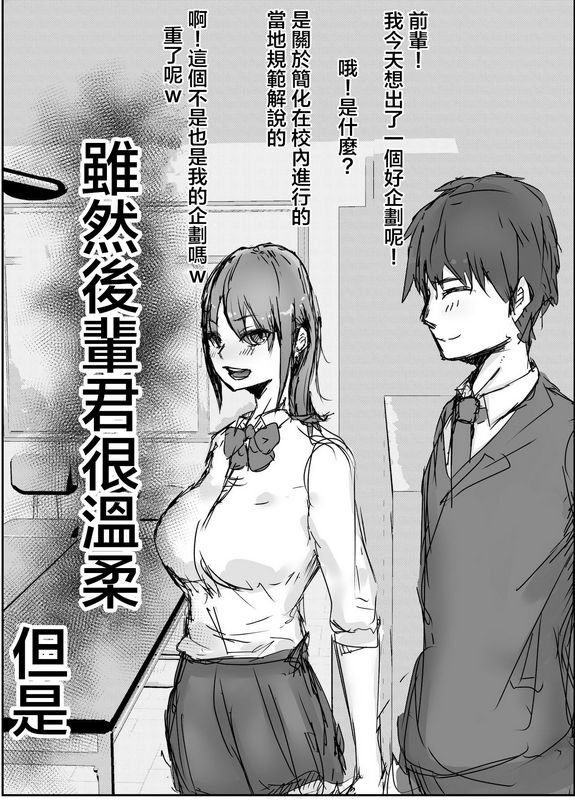 前輩！
我今天想出了一個好企劃呢！
哦！是什麼？
是關於簡化在校內進行的
當地規範解說的
啊！這個不是也是我的企劃嗎w
重了呢w
雖然後輩君很溫柔
但是